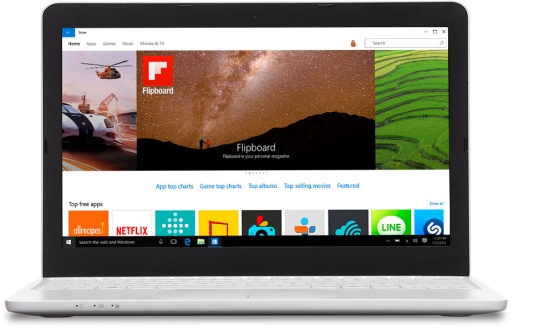 Store
Home Apps Games Music Movies & TV
Search
Flipboard
Flipboard
Flipboard is your personal magazine
App top charts Game top charts Top albums Top-selling movies Featured
Top free apps
Show all
allrecipes
NETFLIX
LINE
Search the web and Windows